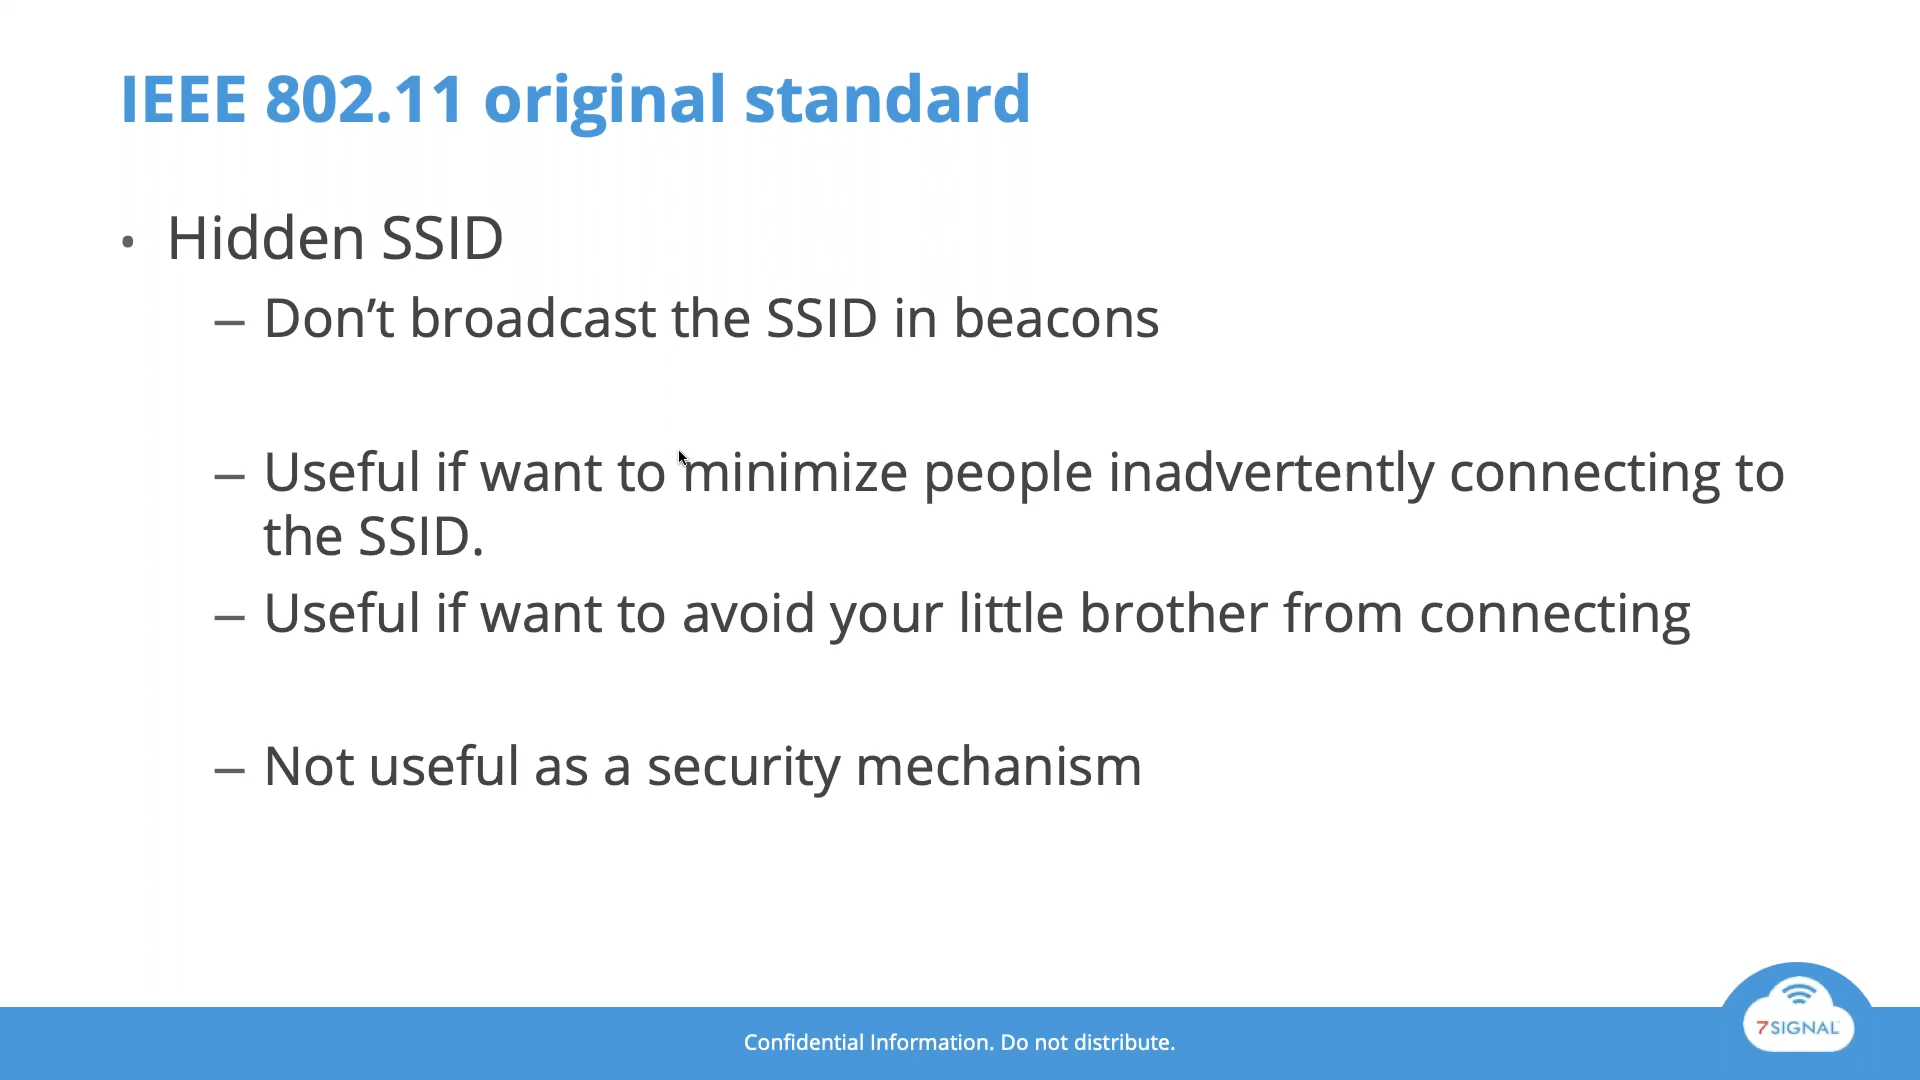 IEEE 802.11 original standard
• Hidden SSID
– Don’t broadcast the SSID in beacons
– Useful if want to minimize people inadvertently connecting to
the SSID.
– Useful if want to avoid your little brother from connecting
– Not useful as a security mechanism
7SIGNAL
Confidential Information. Do not distribute.